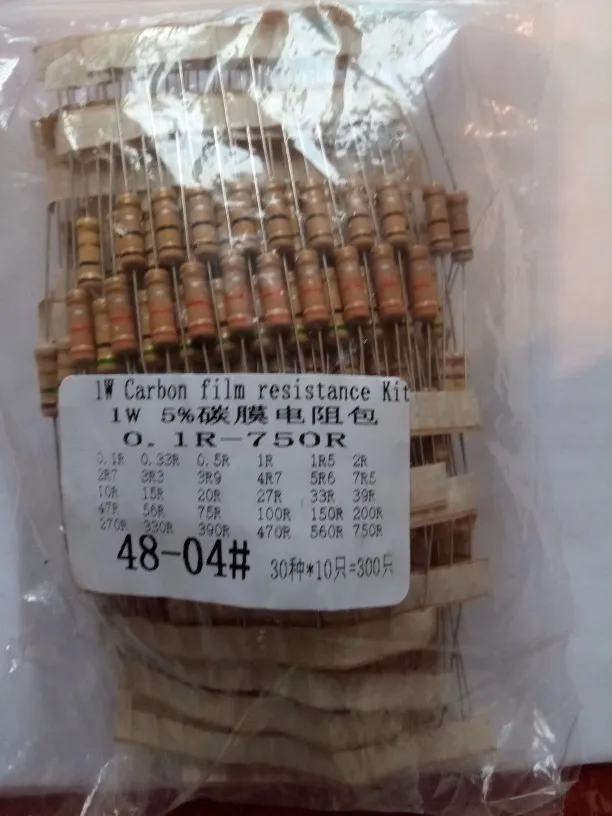 1W Carbon film resistance Kit
1W 5%碳膜电阻包
0.1R-750R
0.1R 0.33R 0.5R 1R 1R5 2R
2R7 3R3 3R9 4R7 5R6 7R5
10R 15R 20R 27R 33R 39R
47R 56R 75R 100R 150R 200R
270R 330R 390R 470R 560R 750R
48-04# 30种*10只=300只